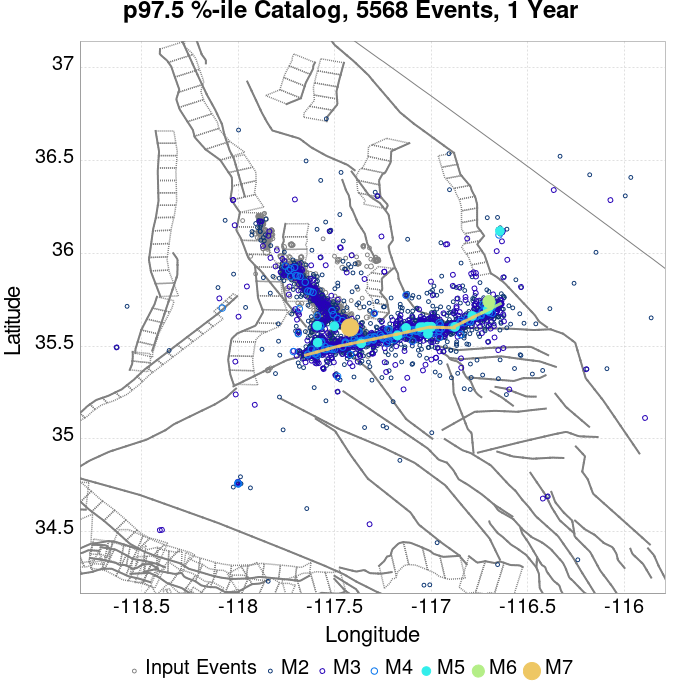 p97.5 %-ile Catalog, 5568 Events, 1 Year
37
36.5
36
35.5
35
34.5
Latitude
-118.5 -118 -117.5 -117 -116.5 -116
Longitude
Input Events M2 M3 M4 M5 M6 M7